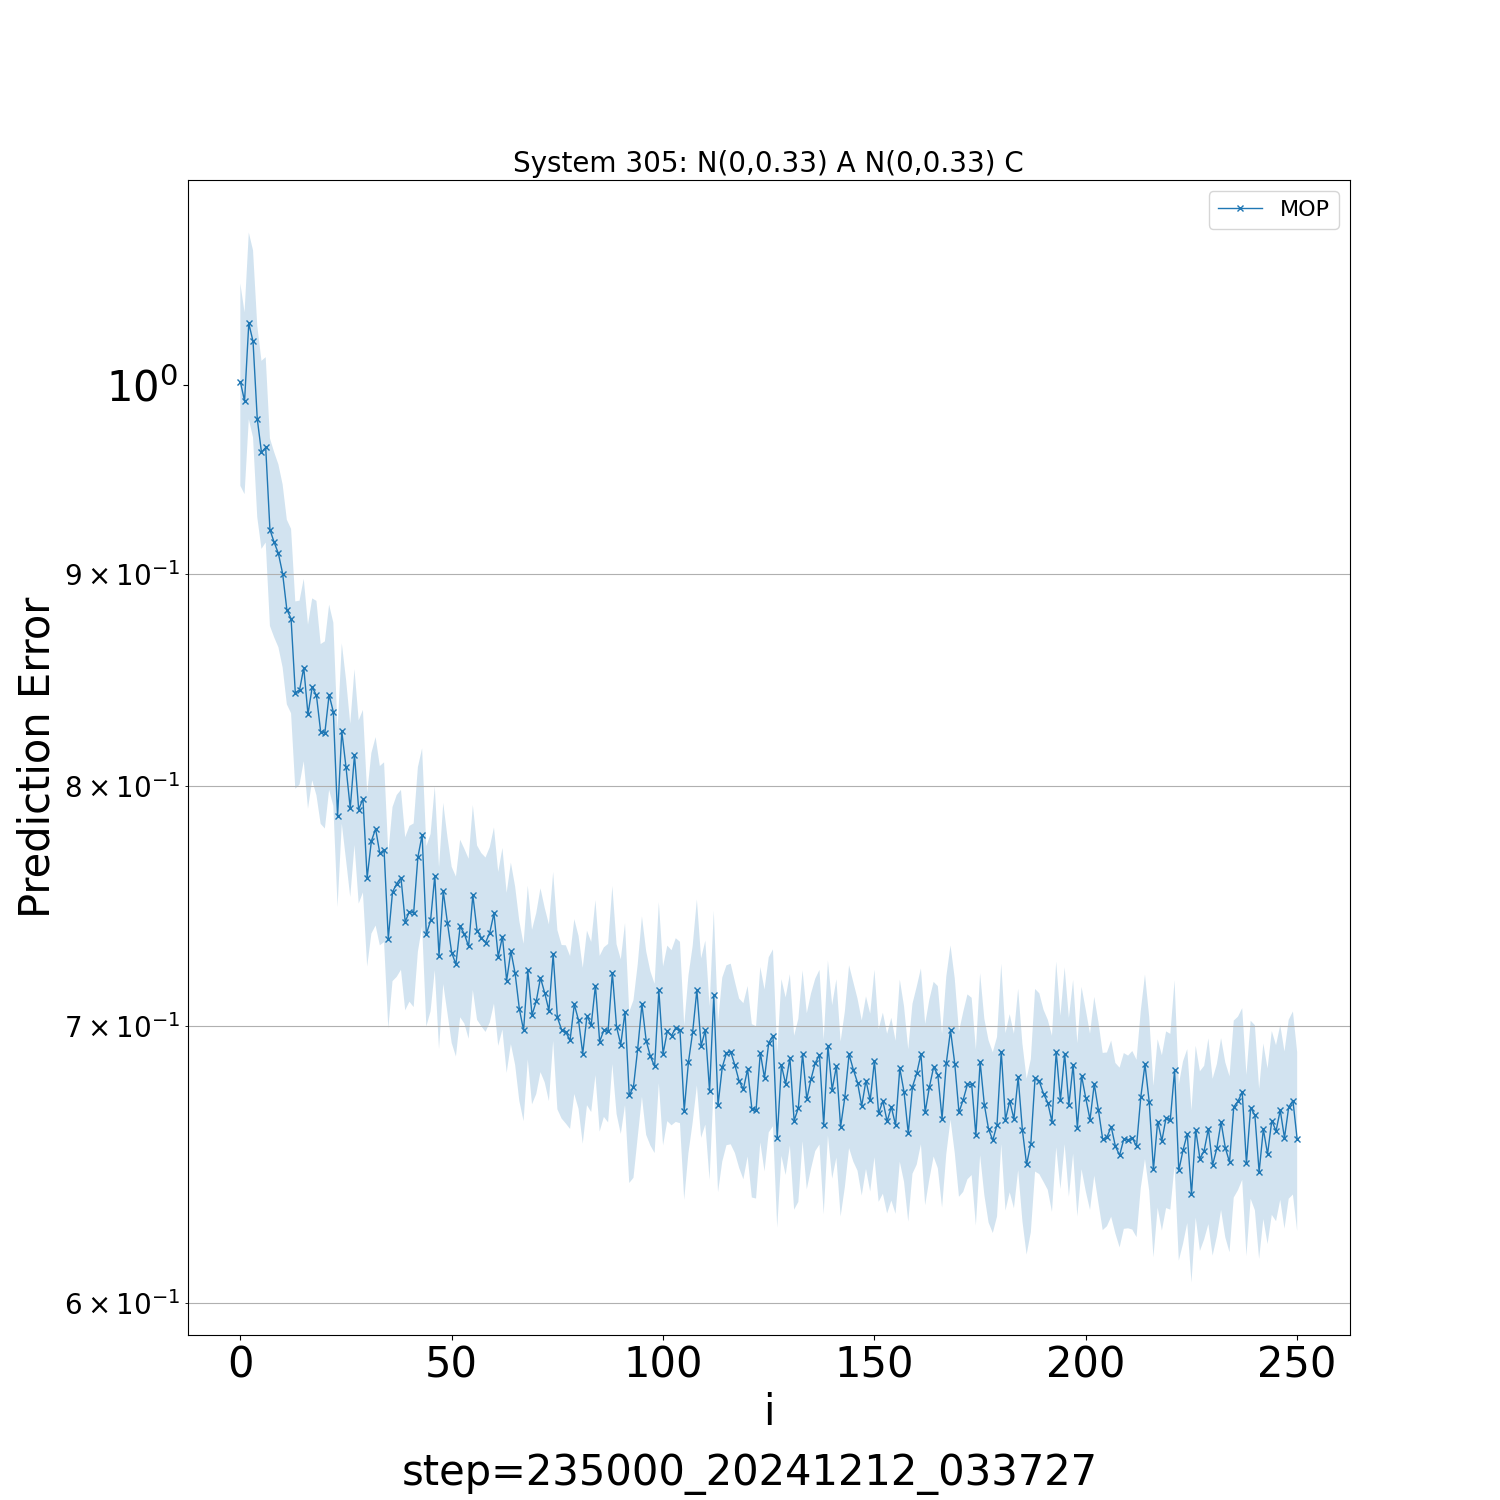 System 305: N(0,0.33) A N(0,0.33) C
MOP
10⁰
9 × 10⁻¹
8 × 10⁻¹
7 × 10⁻¹
6 × 10⁻¹
Prediction Error
0 50 100 150 200 250
i
step=235000_20241212_033727